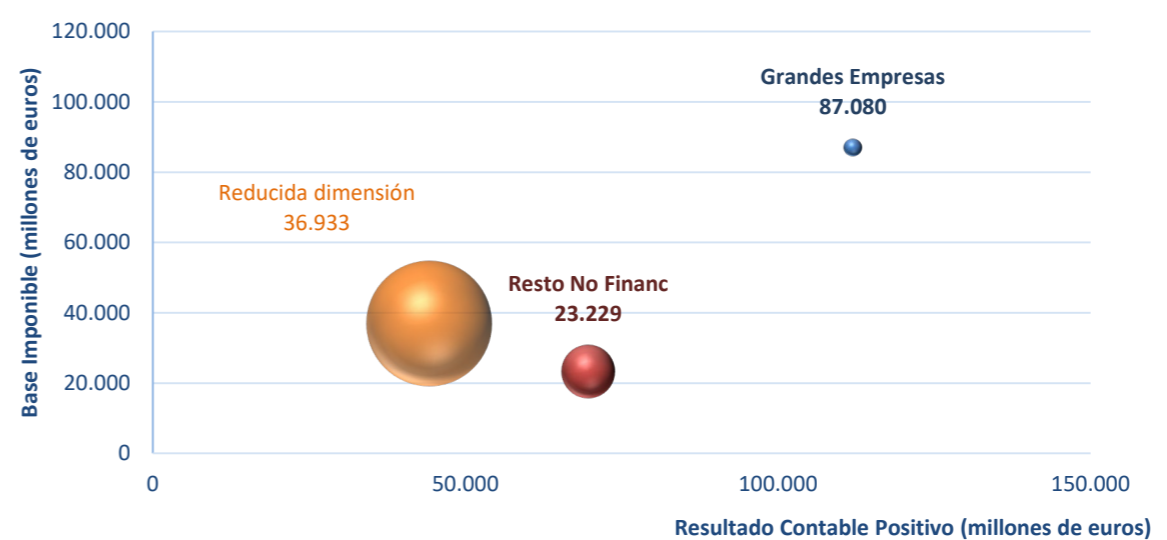 120.000
100.000
80.000
60.000
40.000
20.000
0
Base Imponible (millones de euros)
Grandes Empresas
87.080
Reducida dimensión
36.933
Resto No Financ
23.229
0
50.000
100.000
150.000
Resultado Contable Positivo (millones de euros)